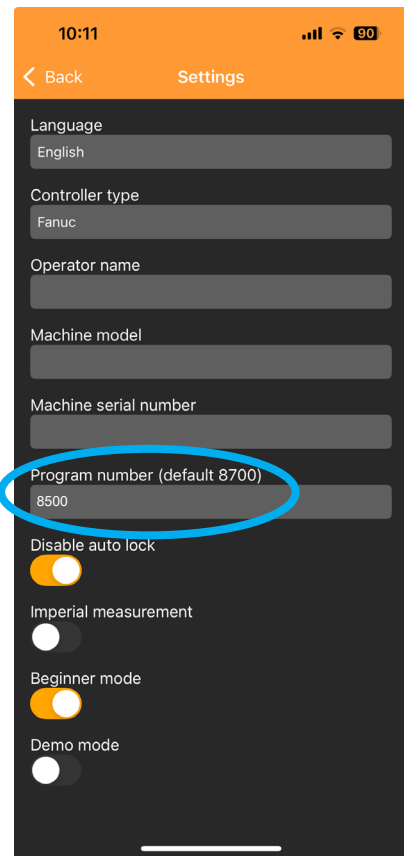 10:11
90
Back
Settings
Language
English
Controller type
Fanuc
Operator name
Machine model
Machine serial number
Program number (default 8700)
8500
Disable auto lock
Imperial measurement
Beginner mode
Demo mode